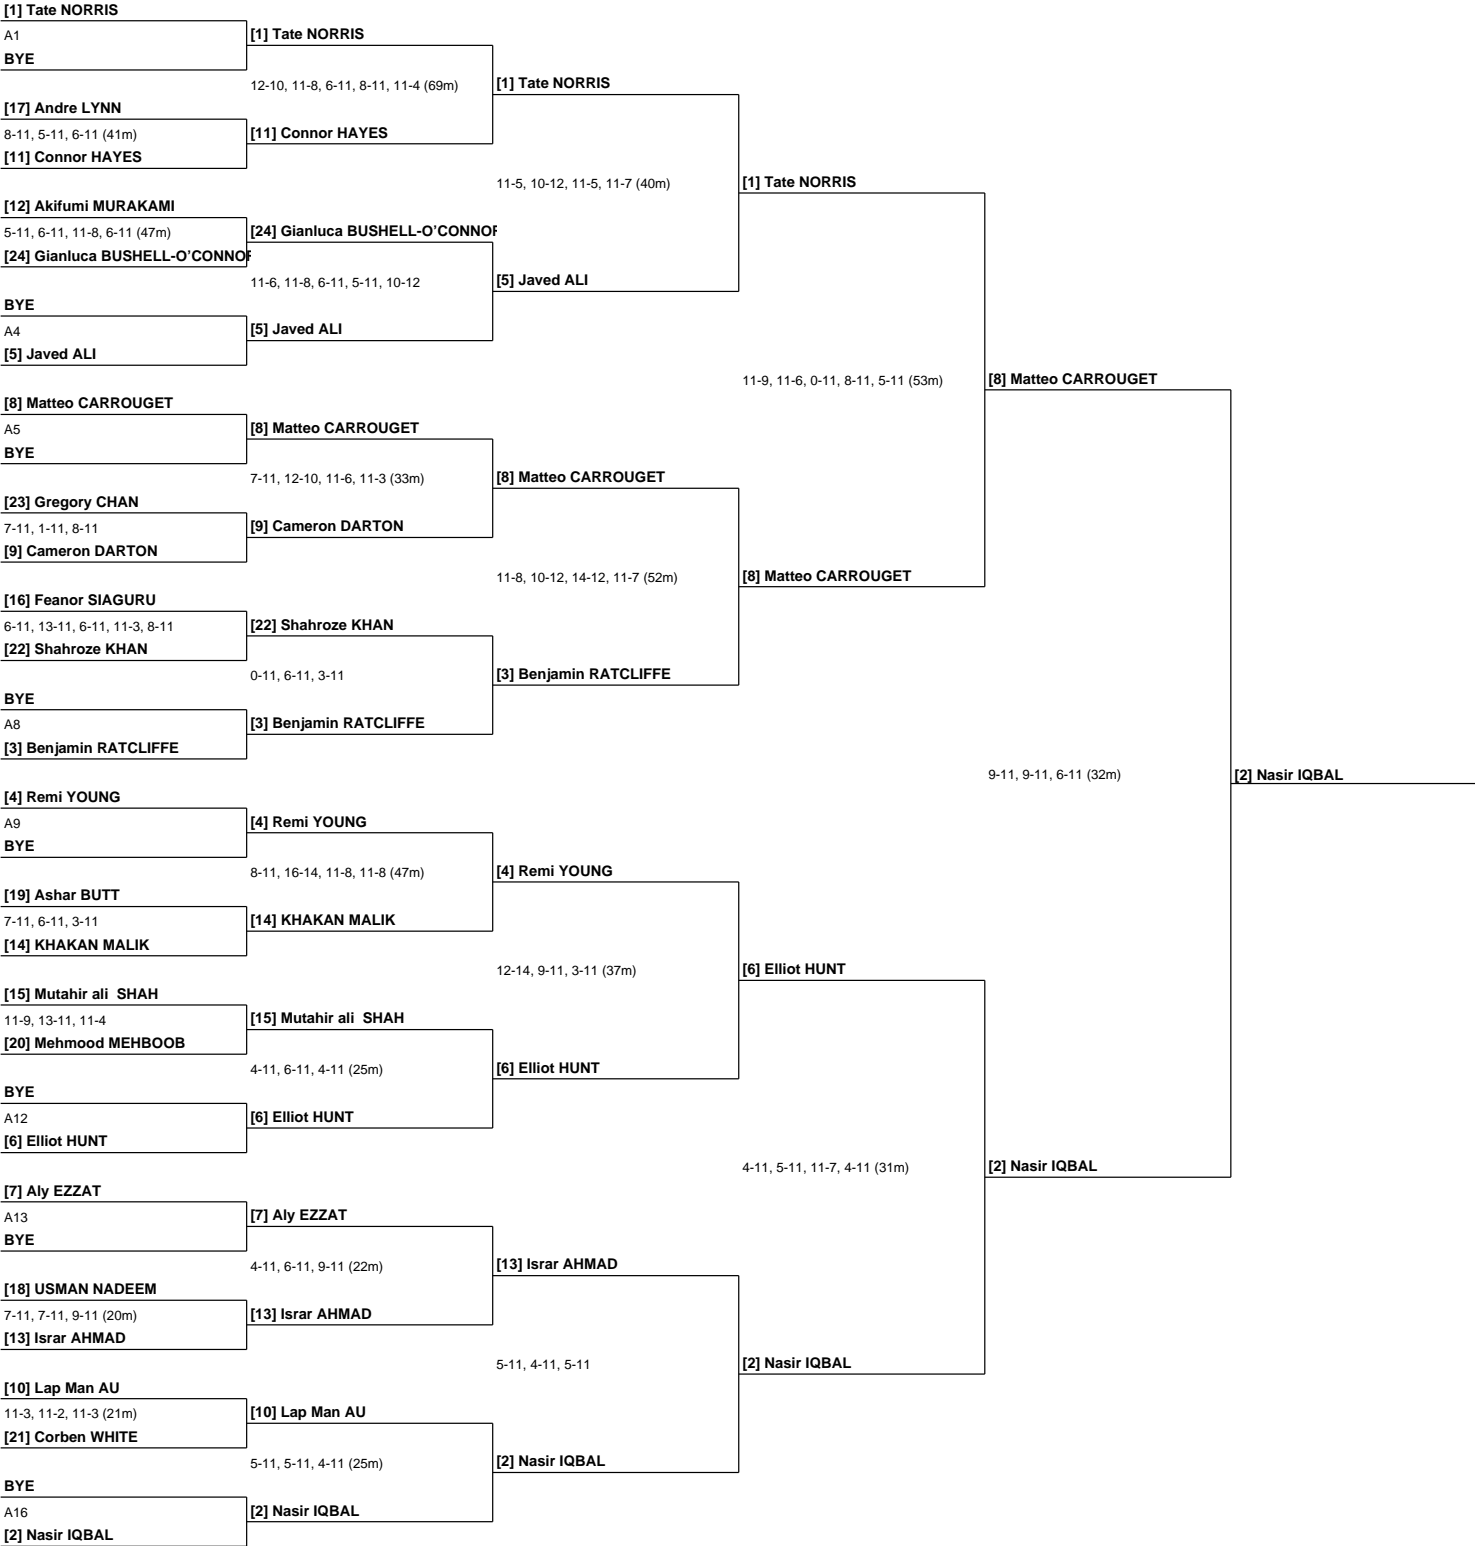 [1] Tate NORRIS
A1
BYE
[17] Andre LYNN
8-11, 5-11, 6-11 (41m)
[11] Connor HAYES
[12] Akifumi MURAKAMI
5-11, 6-11, 11-8, 6-11 (47m)
[24] Gianluca BUSHELL-O'CONNOR
BYE
A4
[5] Javed ALI
[8] Matteo CARROUGET
A5
BYE
[23] Gregory CHAN
7-11, 1-11, 8-11
[9] Cameron DARTON
[16] Feanor SIAGURU
6-11, 13-11, 6-11, 11-3, 8-11
[22] Shahroze KHAN
BYE
A8
[3] Benjamin RATCLIFFE
[4] Remi YOUNG
A9
BYE
[19] Ashar BUTT
7-11, 6-11, 3-11
[14] KHAKAN MALIK
[15] Mutahir ali  SHAH
11-9, 13-11, 11-4
[20] Mehmood MEHBOOB
BYE
A12
[6] Elliot HUNT
[7] Aly EZZAT
A13
BYE
[18] USMAN NADEEM
7-11, 7-11, 9-11 (20m)
[13] Israr AHMAD
[10] Lap Man AU
11-3, 11-2, 11-3 (21m)
[21] Corben WHITE
BYE
A16
[2] Nasir IQBAL
[1] Tate NORRIS
12-10, 11-8, 6-11, 8-11, 11-4 (69m)
[11] Connor HAYES
[24] Gianluca BUSHELL-O'CONNOR
11-6, 11-8, 6-11, 5-11, 10-12
[5] Javed ALI
[8] Matteo CARROUGET
7-11, 12-10, 11-6, 11-3 (33m)
[9] Cameron DARTON
[22] Shahroze KHAN
0-11, 6-11, 3-11
[3] Benjamin RATCLIFFE
[4] Remi YOUNG
8-11, 16-14, 11-8, 11-8 (47m)
[14] KHAKAN MALIK
[15] Mutahir ali  SHAH
4-11, 6-11, 4-11 (25m)
[6] Elliot HUNT
[7] Aly EZZAT
4-11, 6-11, 9-11 (22m)
[13] Israr AHMAD
[10] Lap Man AU
5-11, 5-11, 4-11 (25m)
[2] Nasir IQBAL
[1] Tate NORRIS
11-5, 10-12, 11-5, 11-7 (40m)
[5] Javed ALI
[8] Matteo CARROUGET
11-8, 10-12, 14-12, 11-7 (52m)
[3] Benjamin RATCLIFFE
[4] Remi YOUNG
12-14, 9-11, 3-11 (37m)
[6] Elliot HUNT
[13] Israr AHMAD
5-11, 4-11, 5-11
[2] Nasir IQBAL
[1] Tate NORRIS
11-9, 11-6, 0-11, 8-11, 5-11 (53m)
[8] Matteo CARROUGET
[6] Elliot HUNT
4-11, 5-11, 11-7, 4-11 (31m)
[2] Nasir IQBAL
[8] Matteo CARROUGET
9-11, 9-11, 6-11 (32m)
[2] Nasir IQBAL
[2] Nasir IQBAL